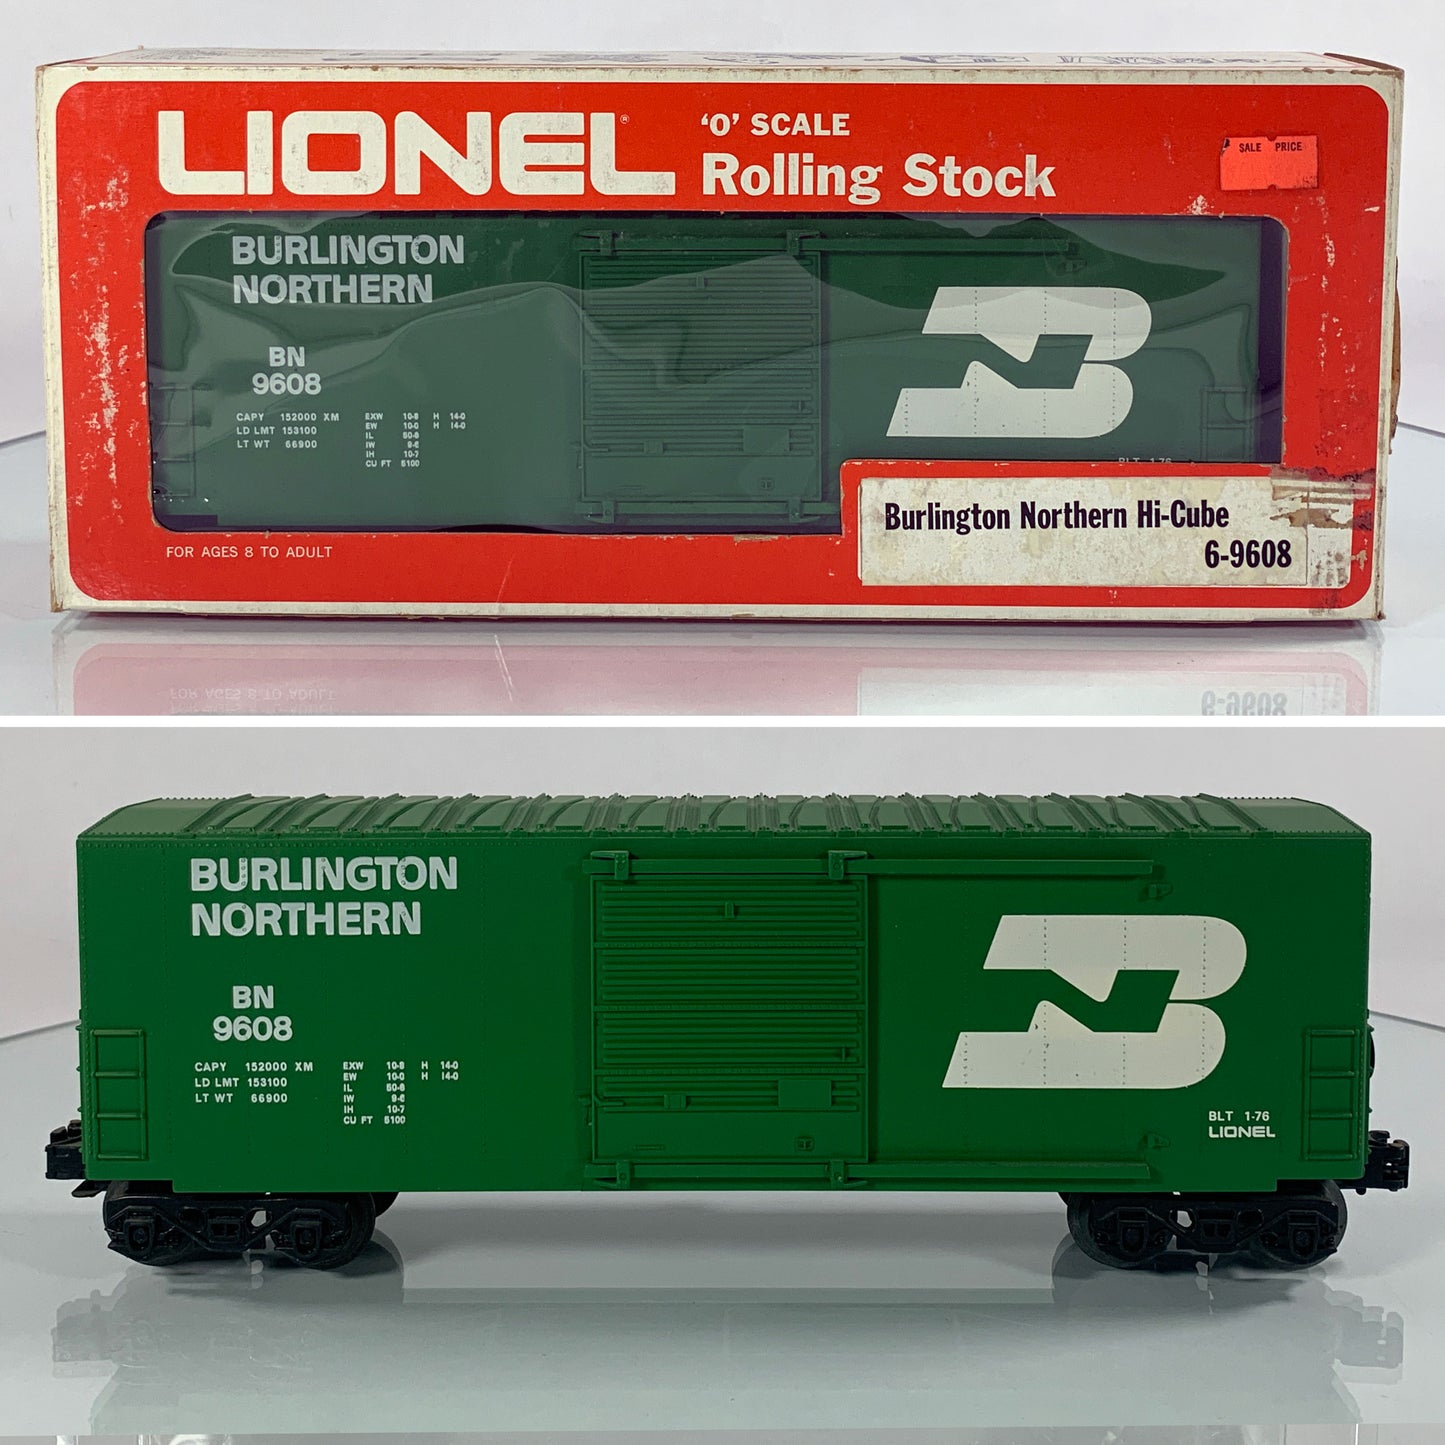 LIONEL®
'O' SCALE
Rolling Stock
SALE PRICE
BURLINGTON
NORTHERN
BN
9608
CAPY 152000 XM
LD LMT 153100
LT WT 66900
EXW 10-8 H 14-0
EW 10-0 H 14-0
IL 50-6
IW 9-6
IH 10-7
CU FT 5100
BLT 1-76
Burlington Northern Hi-Cube
6-9608
FOR AGES 8 TO ADULT
BURLINGTON
NORTHERN
BN
9608
CAPY 152000 XM
LD LMT 153100
LT WT 66900
EXW 10-8 H 14-0
EW 10-0 H 14-0
IL 50-6
IW 9-6
IH 10-7
CU FT 5100
BLT 1-76
LIONEL